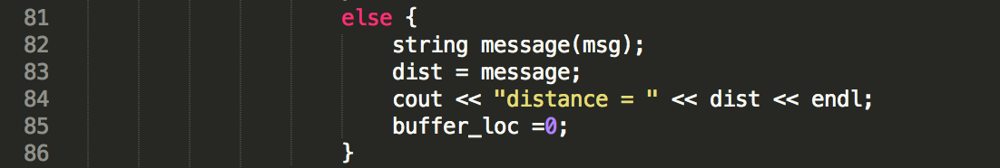 81 else {
82 string message(msg);
83 dist = message;
84 cout << "distance = " << dist << endl;
85 buffer_loc =0;
86 }